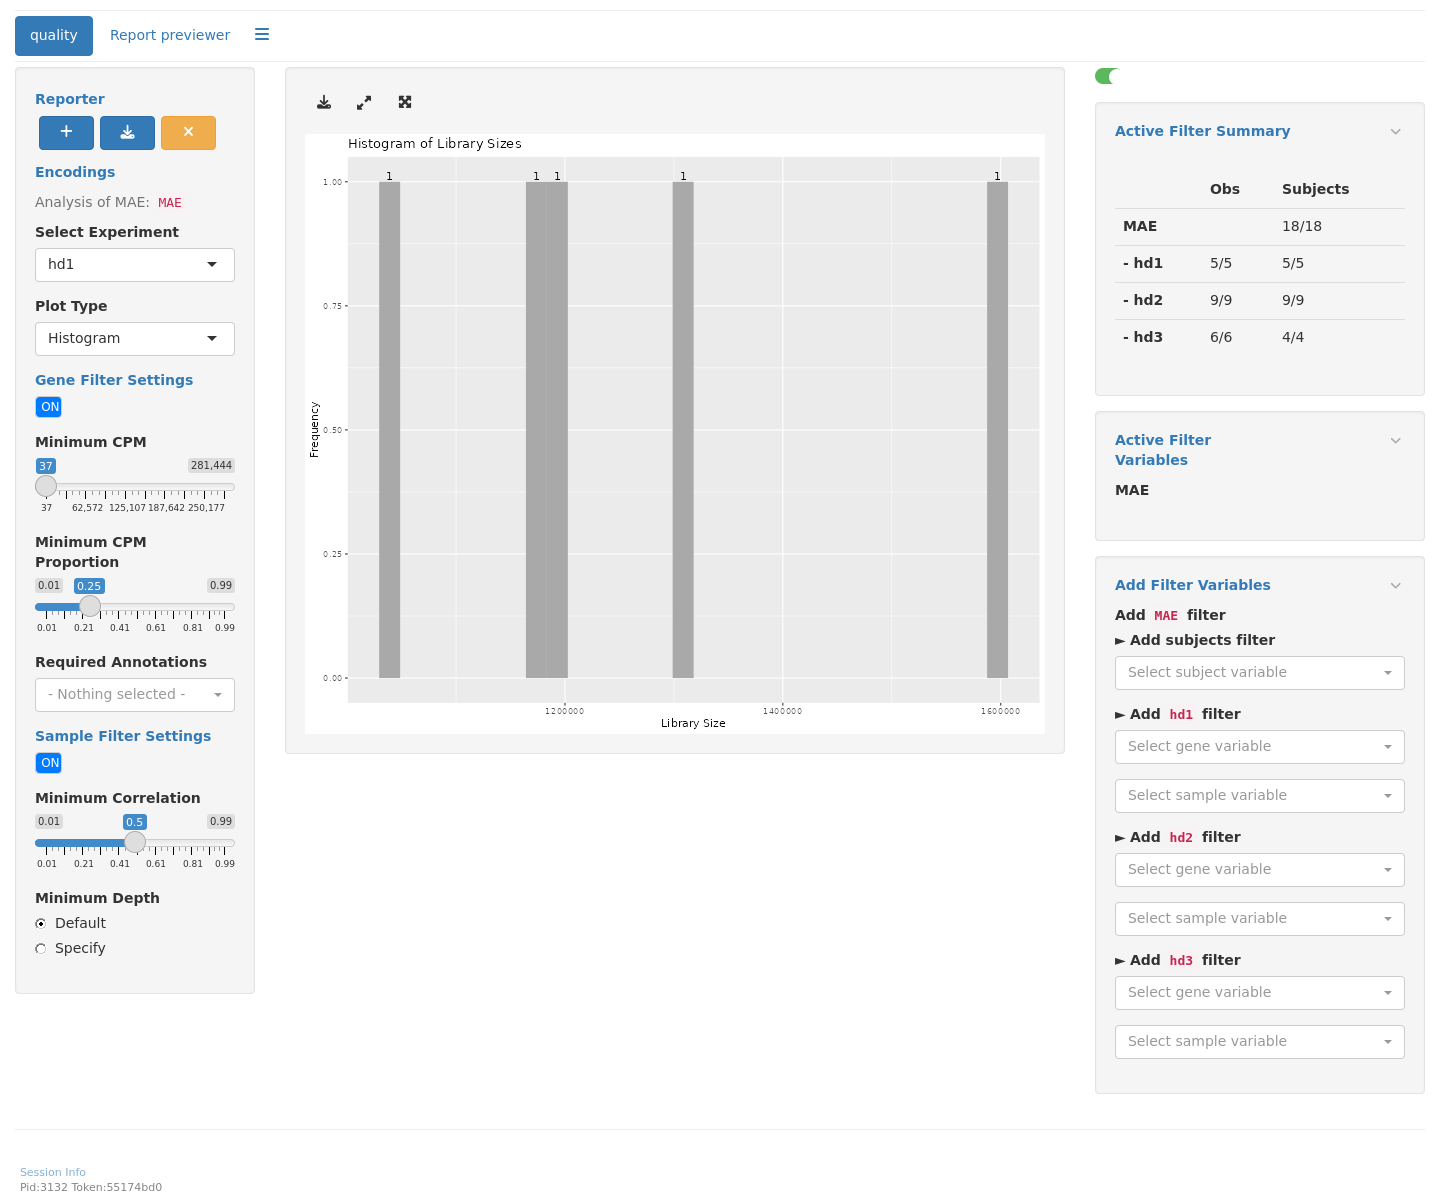 quality
Report previewer
Reporter
Encodings
Analysis of MAE: MAE
Select Experiment
hd1
Plot Type
Histogram
Gene Filter Settings
ON
Minimum CPM
37 281,444
37 62,572 125,107 187,642 250,177
Minimum CPM
Proportion
0.01 0.25 0.99
0.01 0.21 0.41 0.61 0.81 0.99
Required Annotations
- Nothing selected -
Sample Filter Settings
ON
Minimum Correlation
0.01 0.5 0.99
0.01 0.21 0.41 0.61 0.81 0.99
Minimum Depth
Default
Specify
Histogram of Library Sizes
1 1 1 1 1
1.00
0.75
0.50
0.25
0.00
Frequency
1200000 1400000 1600000
Library Size
Active Filter Summary
Obs Subjects
MAE 18/18
- hd1 5/5 5/5
- hd2 9/9 9/9
- hd3 6/6 4/4
Active Filter
Variables
MAE
Add Filter Variables
Add MAE filter
► Add subjects filter
Select subject variable
► Add hd1 filter
Select gene variable
Select sample variable
► Add hd2 filter
Select gene variable
Select sample variable
► Add hd3 filter
Select gene variable
Select sample variable
Session Info
Pid:3132 Token:55174bd0